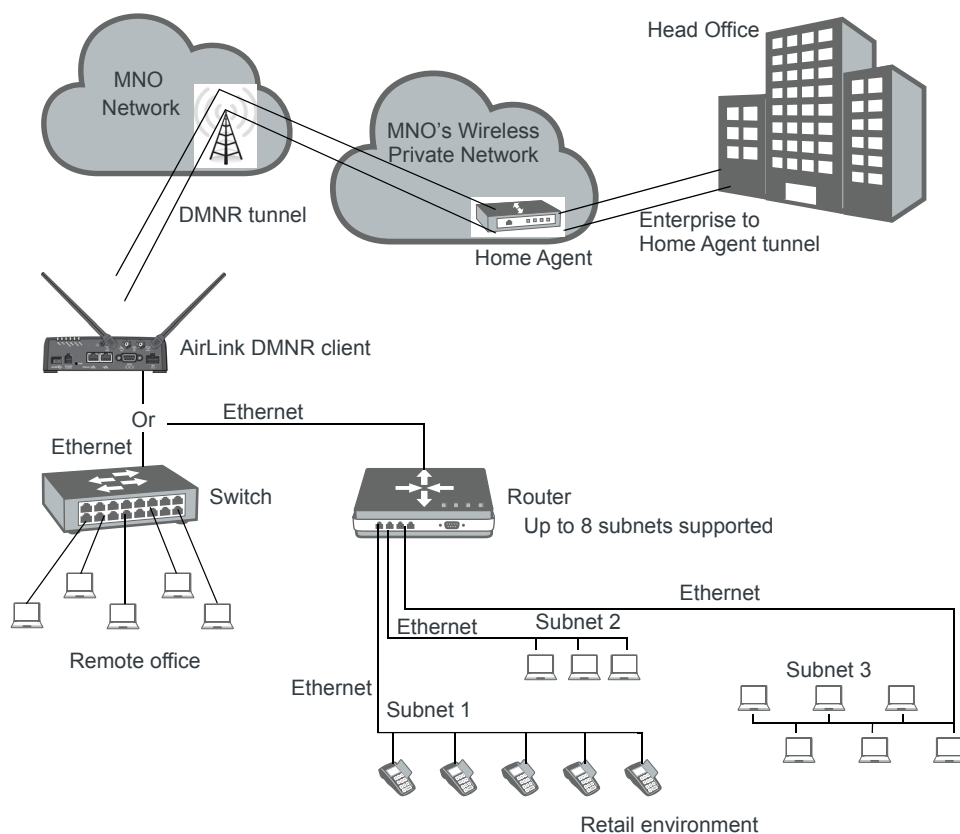 Head Office
MNO
Network
MNO's Wireless
Private Network
DMNR tunnel
Enterprise to
Home Agent tunnel
Home Agent
AirLink DMNR client
Or
Ethernet
Ethernet
Switch
Router
Up to 8 subnets supported
Ethernet
Ethernet
Subnet 2
Remote office
Subnet 3
Ethernet
Subnet 1
Retail environment